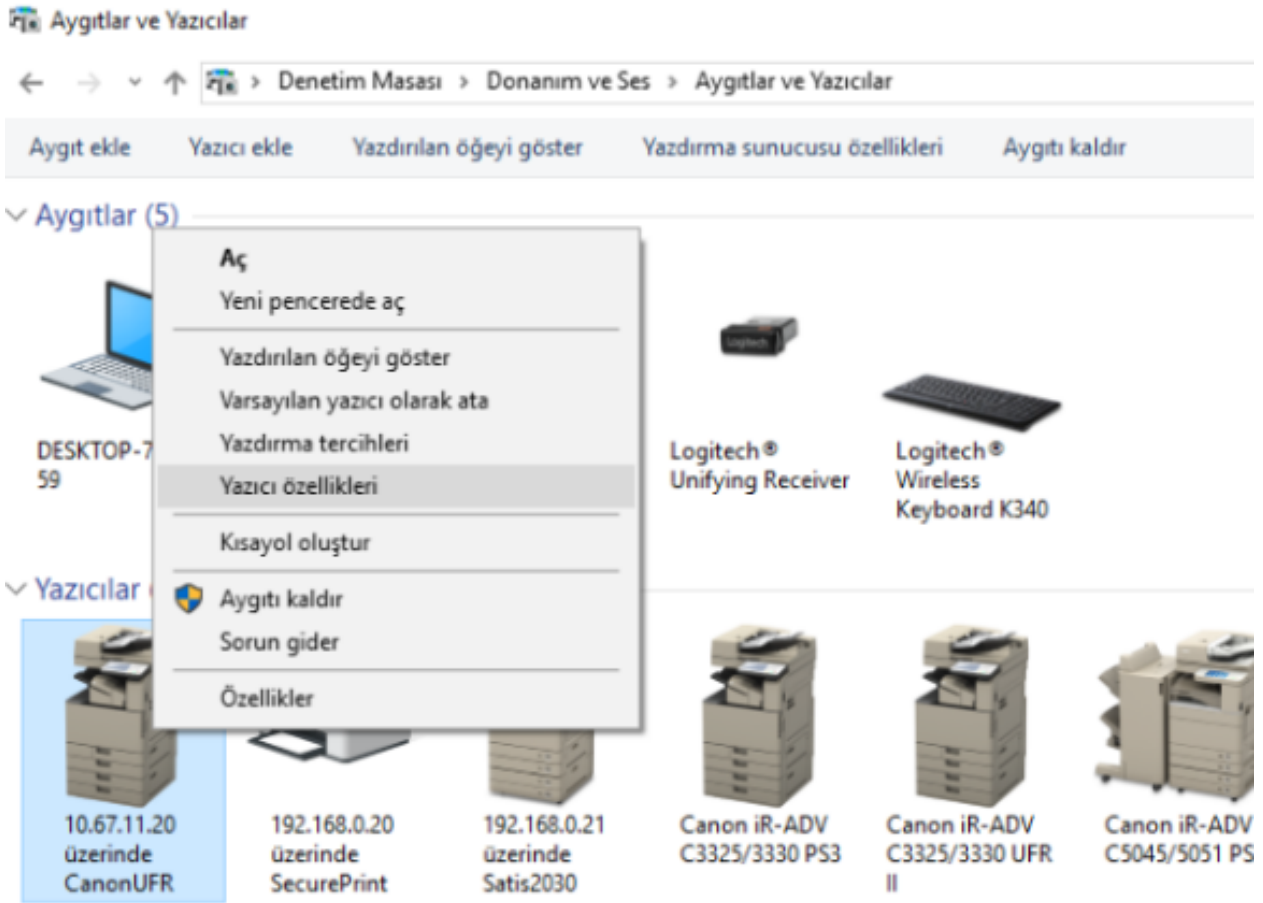 Aygıtlar ve Yazıcılar
Denetim Masası > Donanım ve Ses > Aygıtlar ve Yazıcılar
Aygıt ekle Yazıcı ekle Yazdırılan öğeyi göster Yazdırma sunucusu özellikleri Aygıtı kaldır
Aygıtlar (5)
Aç
Yeni pencerede aç
Yazdırılan öğeyi göster
Varsayılan yazıcı olarak ata
Yazdırma tercihleri
Yazıcı özellikleri
Kısayol oluştur
Aygıtı kaldır
Sorun gider
Özellikler
DESKTOP-7
59
Logitech
Logitech®
Unifying Receiver
Logitech®
Wireless
Keyboard K340
Yazıcılar
10.67.11.20
üzerinde
CanonUFR
192.168.0.20
üzerinde
SecurePrint
192.168.0.21
üzerinde
Satis2030
Canon iR-ADV
C3325/3330 PS3
Canon iR-ADV
C3325/3330 UFR
II
Canon iR-ADV
C5045/5051 PS